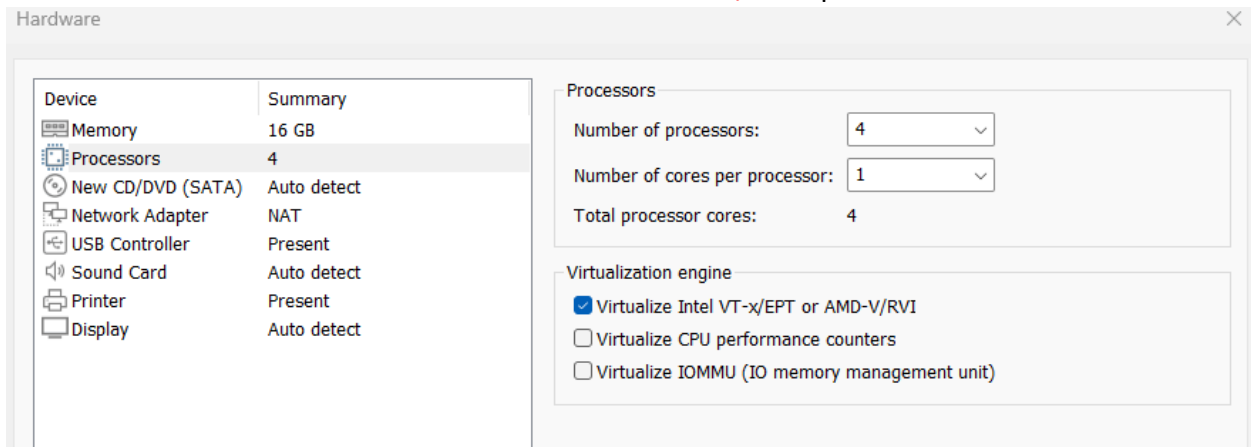 Hardware
Device Summary
Memory 16 GB
Processors 4
New CD/DVD (SATA) Auto detect
Network Adapter NAT
USB Controller Present
Sound Card Auto detect
Printer Present
Display Auto detect
Processors
Number of processors: 4
Number of cores per processor: 1
Total processor cores: 4
Virtualization engine
Virtualize Intel VT-x/EPT or AMD-V/RVI
Virtualize CPU performance counters
Virtualize IOMMU (IO memory management unit)